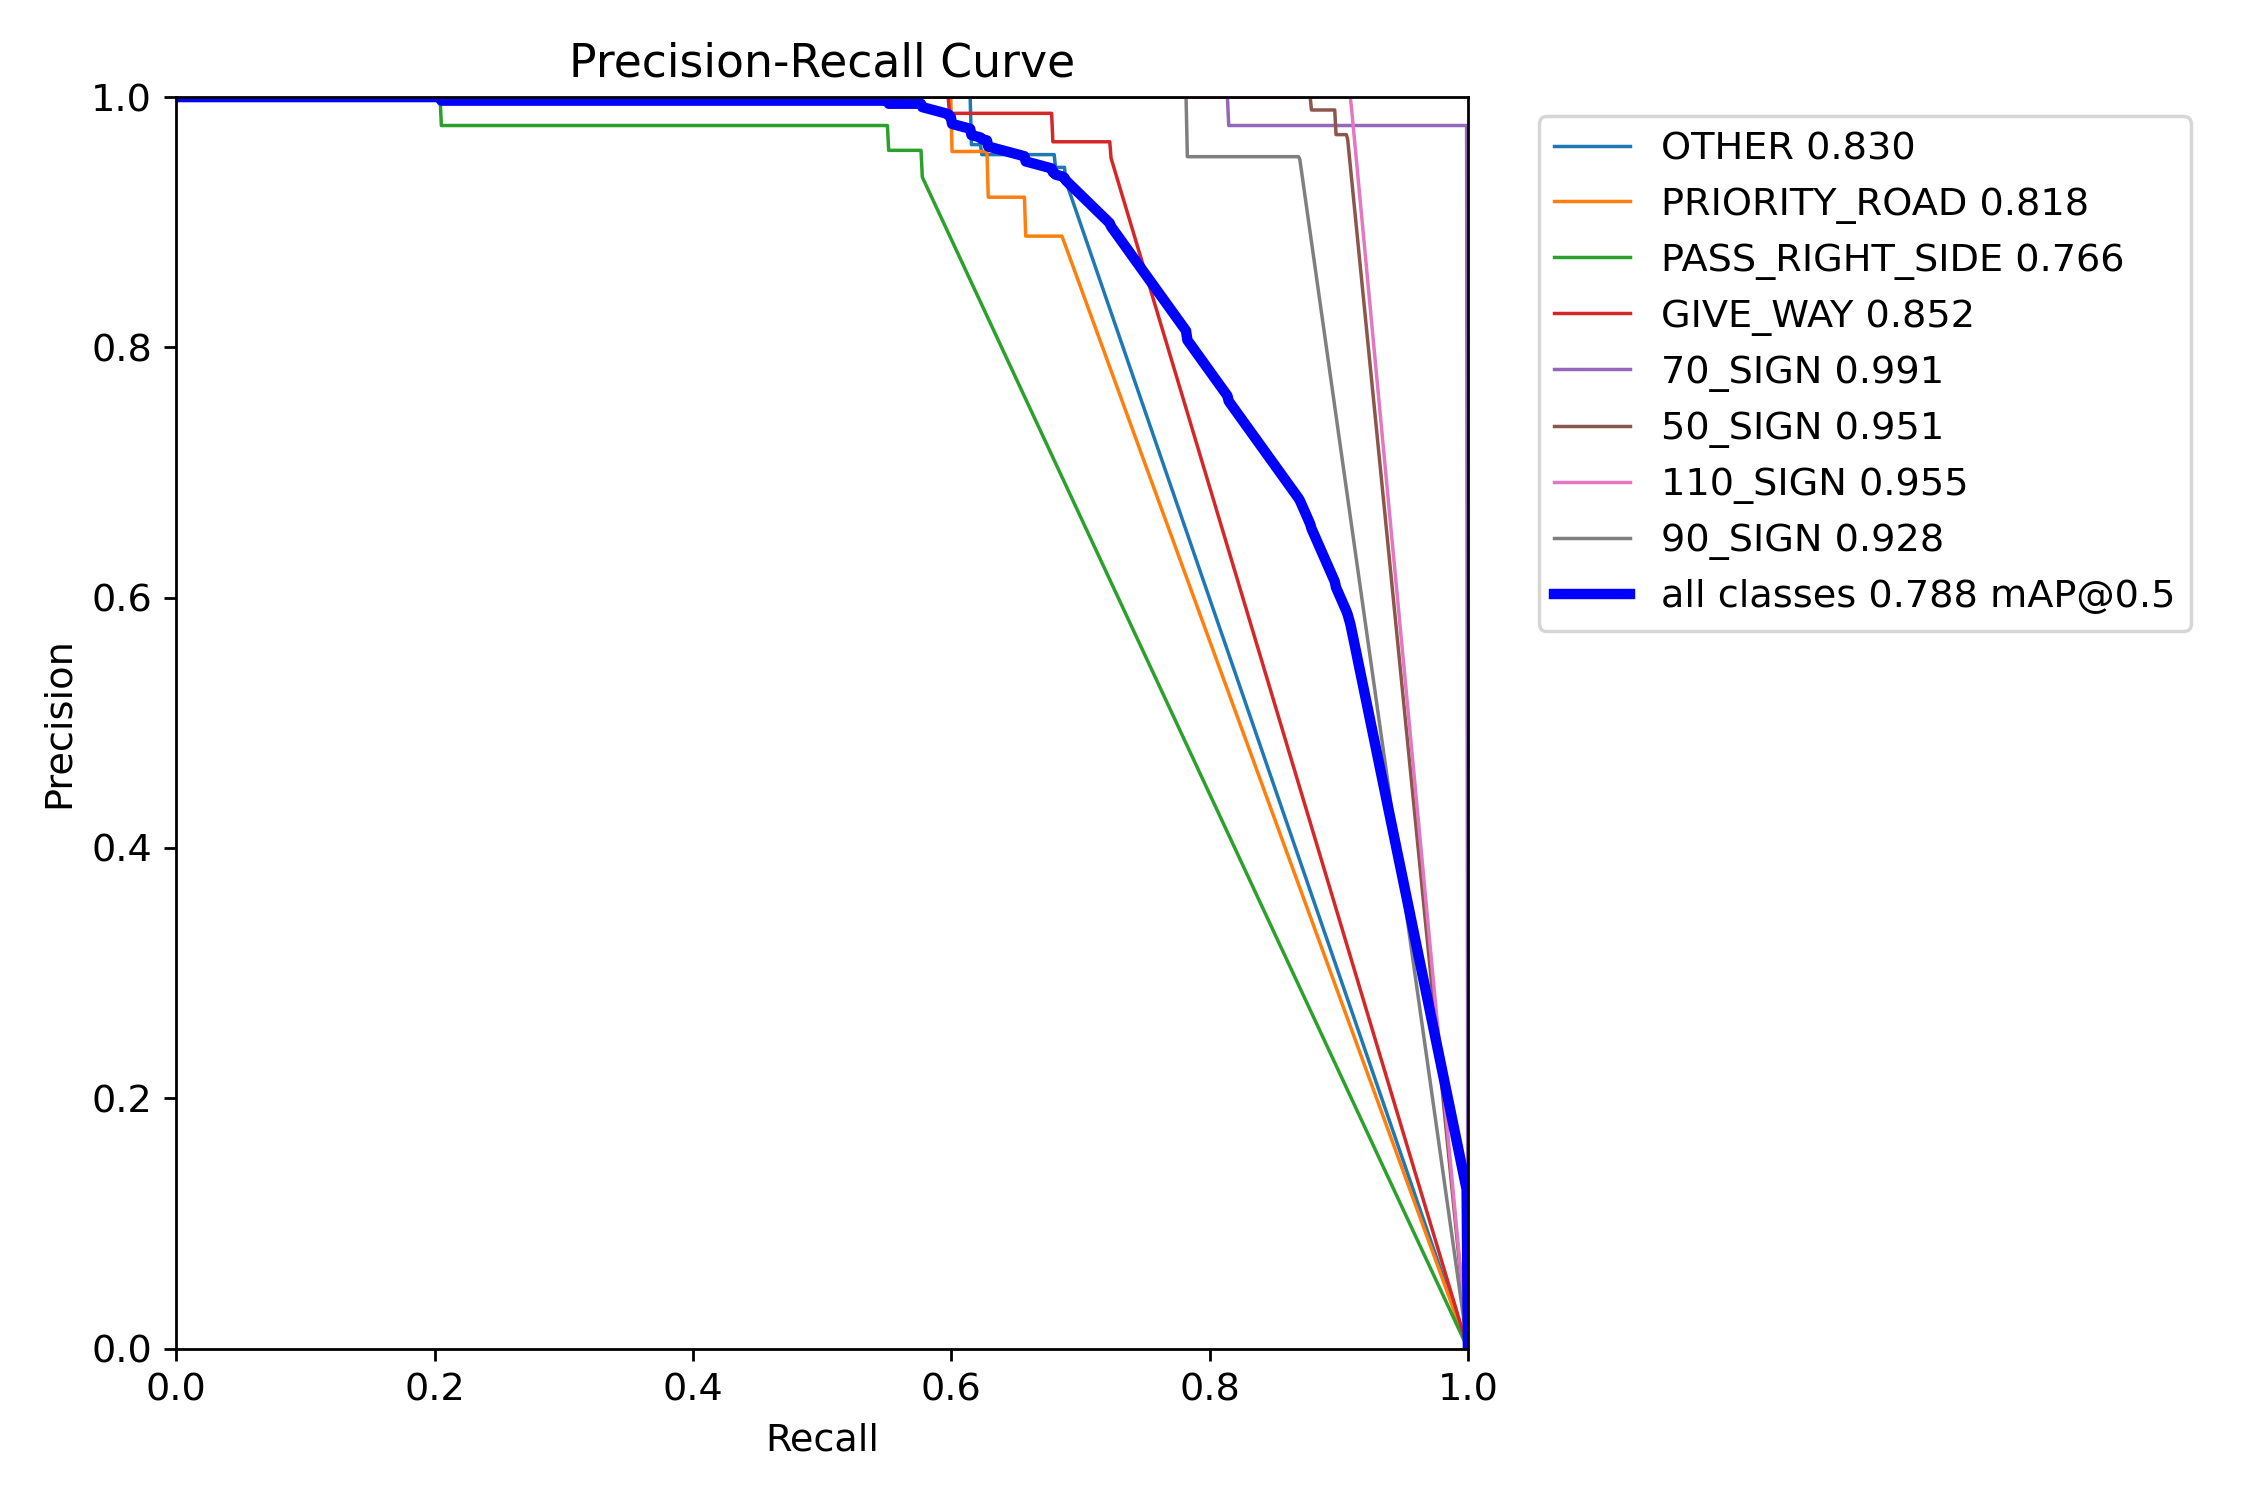 Precision-Recall Curve
1.0
0.8
0.6
0.4
0.2
0.0
Precision
0.0 0.2 0.4 0.6 0.8 1.0
Recall
OTHER 0.830
PRIORITY_ROAD 0.818
PASS_RIGHT_SIDE 0.766
GIVE_WAY 0.852
70_SIGN 0.991
50_SIGN 0.951
110_SIGN 0.955
90_SIGN 0.928
all classes 0.788 mAP@0.5